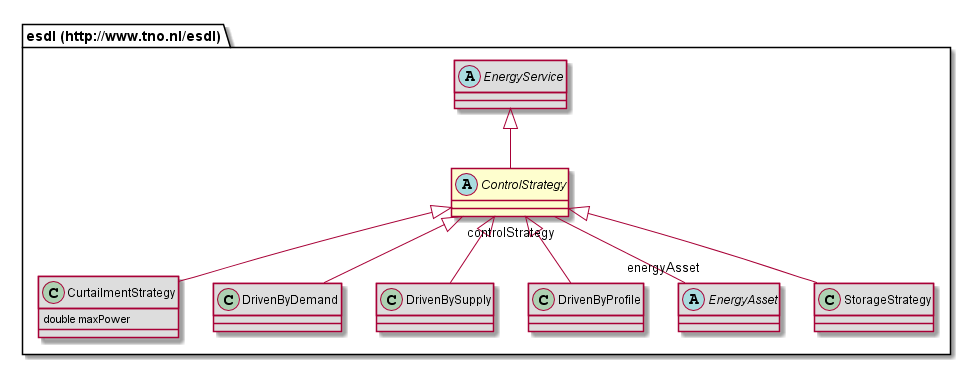 esdl (http://www.tno.nl/esdl)
A EnergyService
A ControlStrategy
controlStrategy
energyAsset
C CurtailmentStrategy
double maxPower
C DrivenByDemand
C DrivenBySupply
C DrivenByProfile
A EnergyAsset
C StorageStrategy